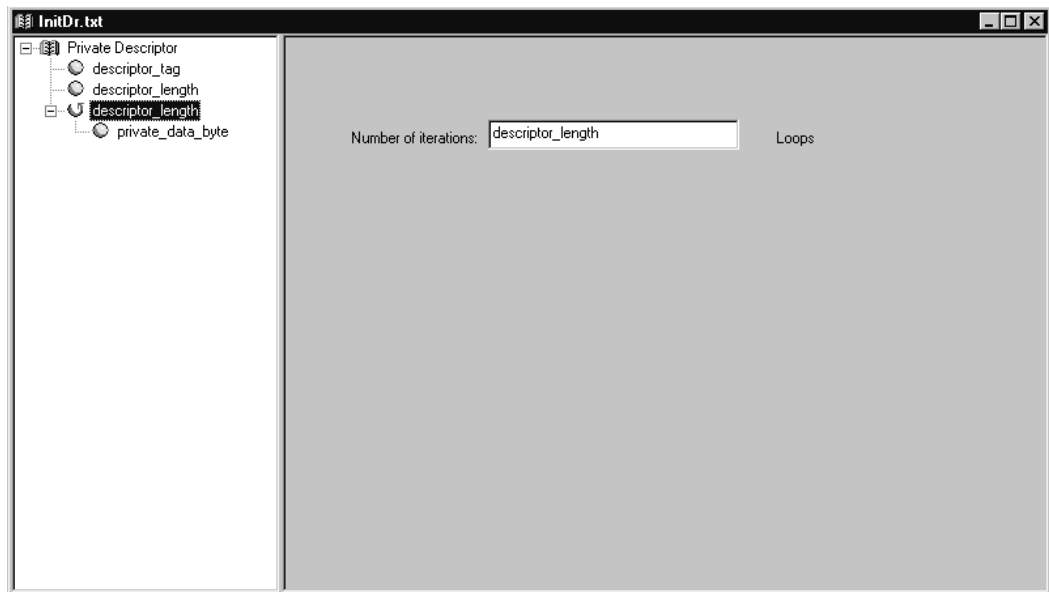 InitDr.txt
Private Descriptor
descriptor_tag
descriptor_length
descriptor_length
private_data_byte
Number of iterations: descriptor_length Loops